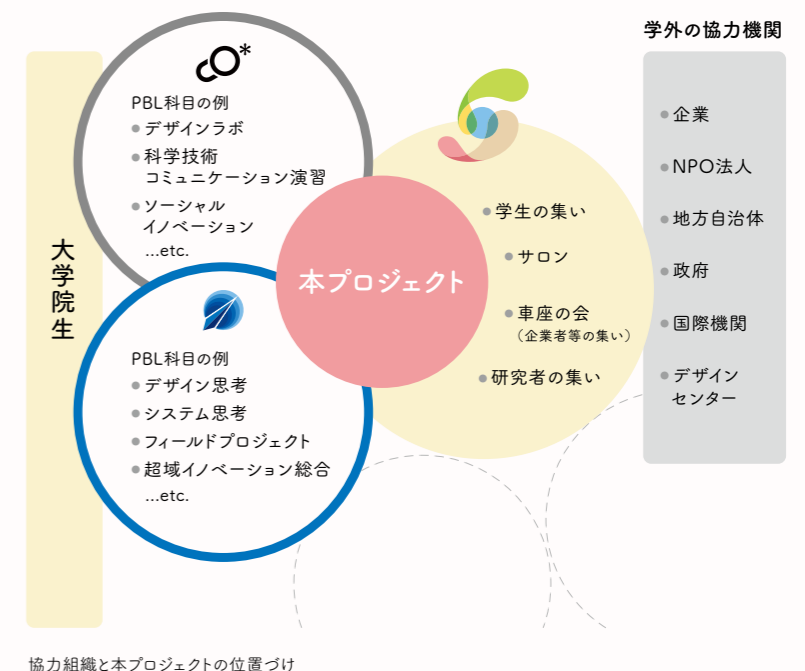 学外の協力機関
大学院生
PBL科目の例
●デザインラボ
●科学技術
コミュニケーション演習
●ソーシャル
イノベーション
...etc.
PBL科目の例
●デザイン思考
●システム思考
●フィールドプロジェクト
●超域イノベーション総合
...etc.
本プロジェクト
●学生の集い
●サロン
●車座の会
（企業者等の集い）
●研究者の集い
●企業
●NPO法人
●地方自治体
●政府
●国際機関
●デザイン
センター
協力組織と本プロジェクトの位置づけ